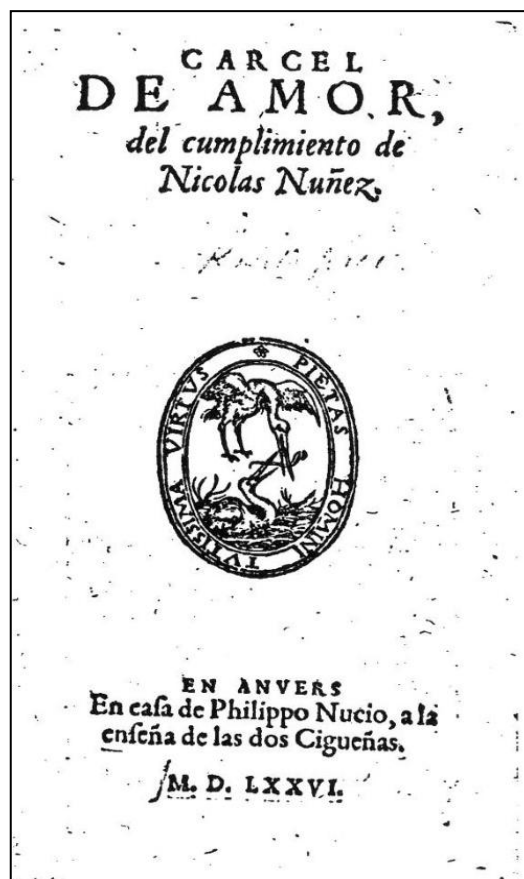 CARCEL
DE AMOR,
del cumplimiento de
Nicolas Nuñez.
PIETAS HOMINI TVTISSIMA VIRTVS
EN ANVERS
En casa de Philippo Nucio, a la
enseña de las dos Cigueñas.
M. D. LXXVI.